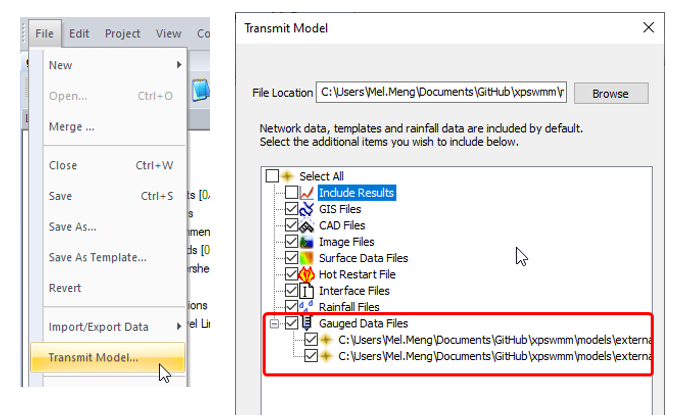 File Edit Project View Co
New
Open... Ctrl+O
Merge ...
Close Ctrl+W
Save Ctrl+S
Save As...
Save As Template...
Revert
Import/Export Data
Transmit Model...
ts [0
s
nmen
ds [0
rshe
ions
vel Li
Transmit Model
File Location C:\Users\Mel.Meng\Documents\GitHub\xpswmm\r Browse
Network data, templates and rainfall data are included by default.
Select the additional items you wish to include below.
Select All
Include Results
GIS Files
CAD Files
Image Files
Surface Data Files
Hot Restart File
Interface Files
Rainfall Files
Gauged Data Files
C:\Users\Mel.Meng\Documents\GitHub\xpswmm\models\externa
C:\Users\Mel.Meng\Documents\GitHub\xpswmm\models\externa